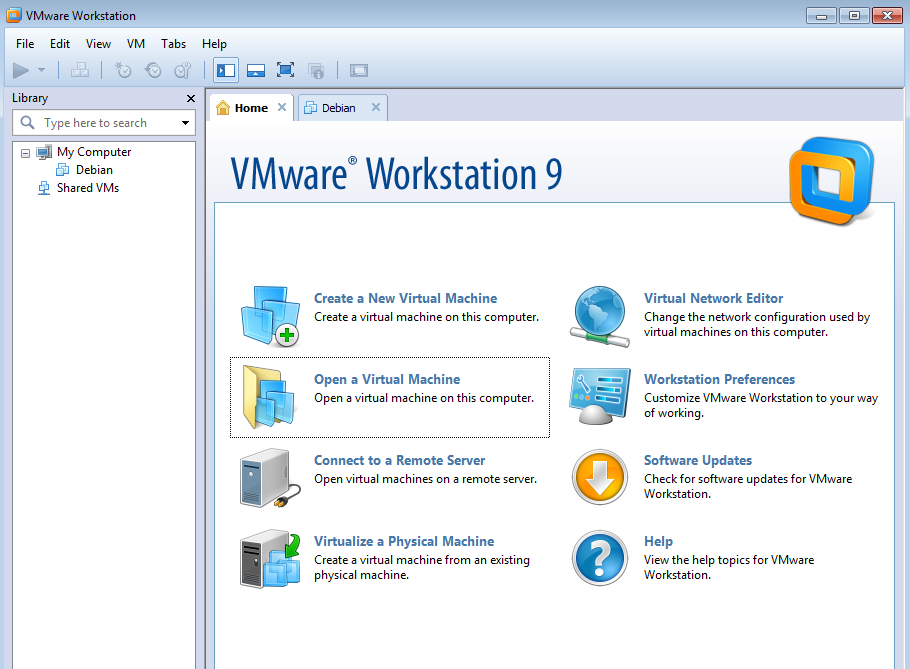 VMware Workstation
File Edit View VM Tabs Help
Library
Type here to search
My Computer
Debian
Shared VMs
Home
Debian
VMware® Workstation 9
Create a New Virtual Machine
Create a virtual machine on this computer.
Open a Virtual Machine
Open a virtual machine on this computer.
Connect to a Remote Server
Open virtual machines on a remote server.
Virtualize a Physical Machine
Create a virtual machine from an existing
physical machine.
Virtual Network Editor
Change the network configuration used by
virtual machines on this computer.
Workstation Preferences
Customize VMware Workstation to your way
of working.
Software Updates
Check for software updates for VMware
Workstation.
Help
View the help topics for VMware
Workstation.